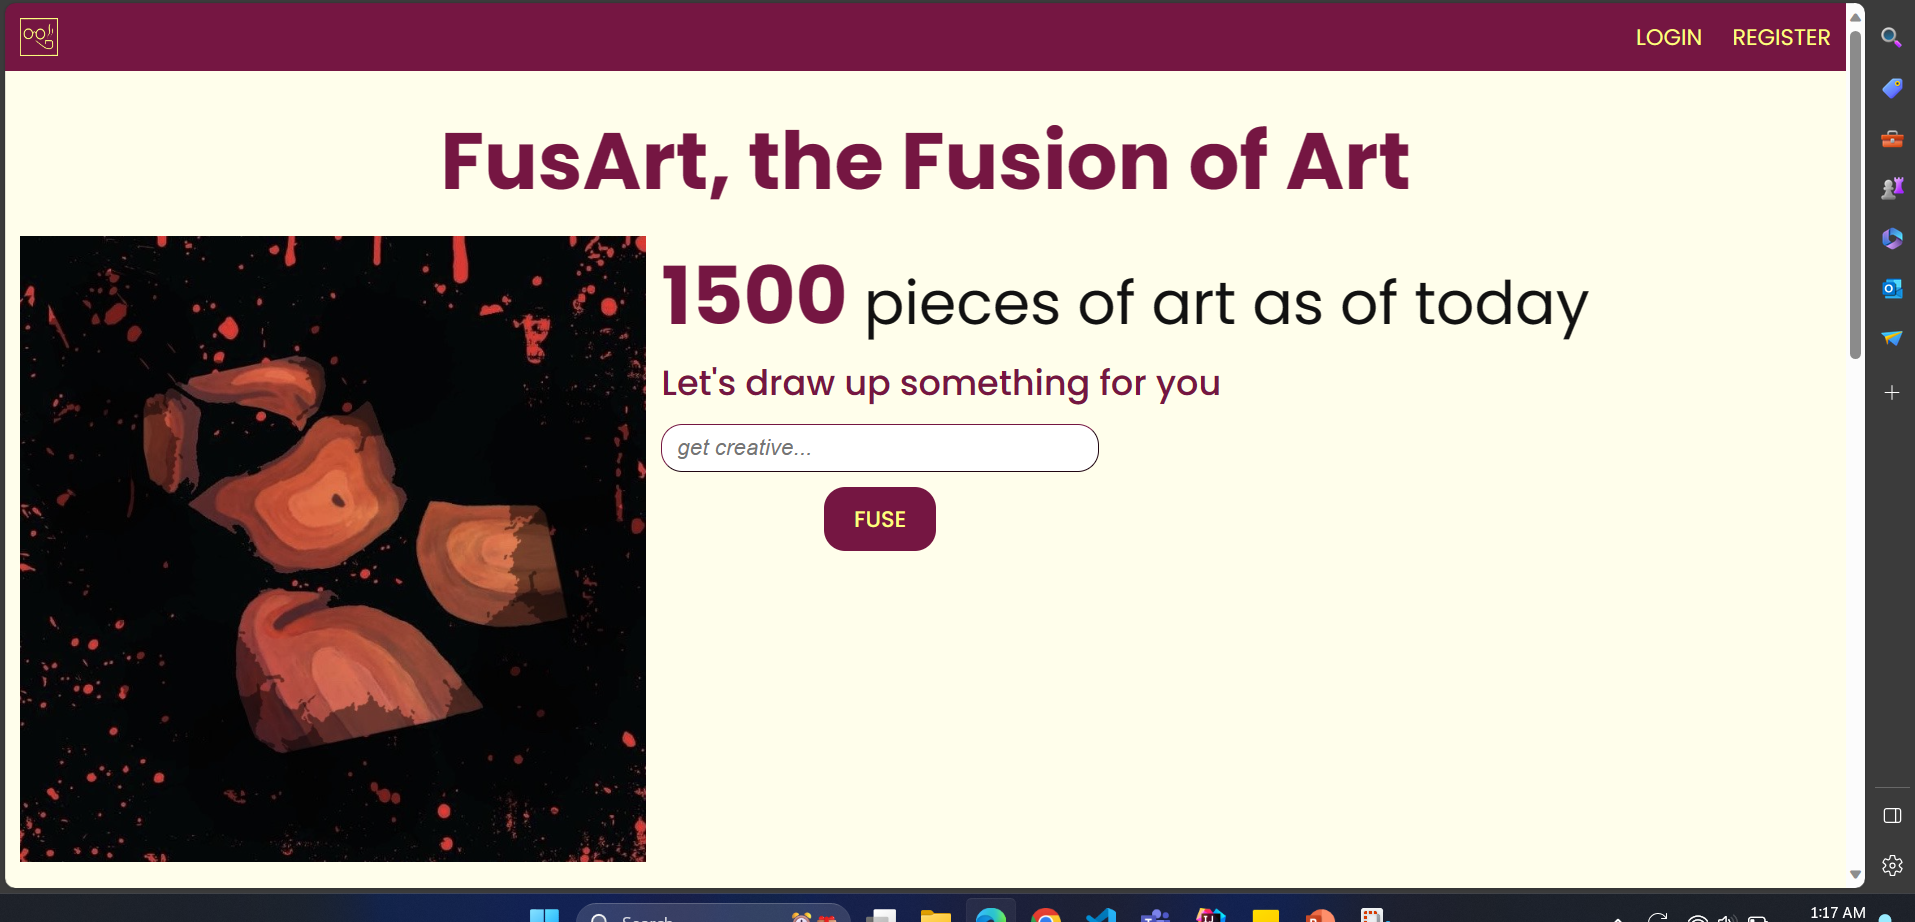 LOGIN REGISTER
FusArt, the Fusion of Art
1500 pieces of art as of today
Let's draw up something for you
get creative...
FUSE
Search
1:17 AM